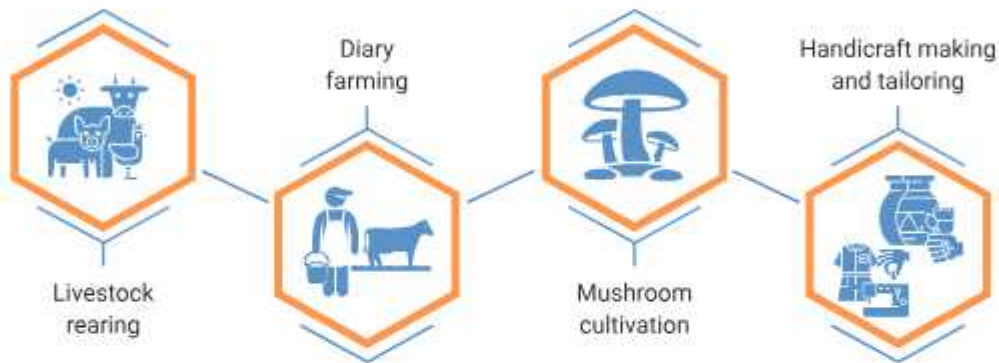 Livestock
rearing
Diary
farming
Mushroom
cultivation
Handicraft making
and tailoring